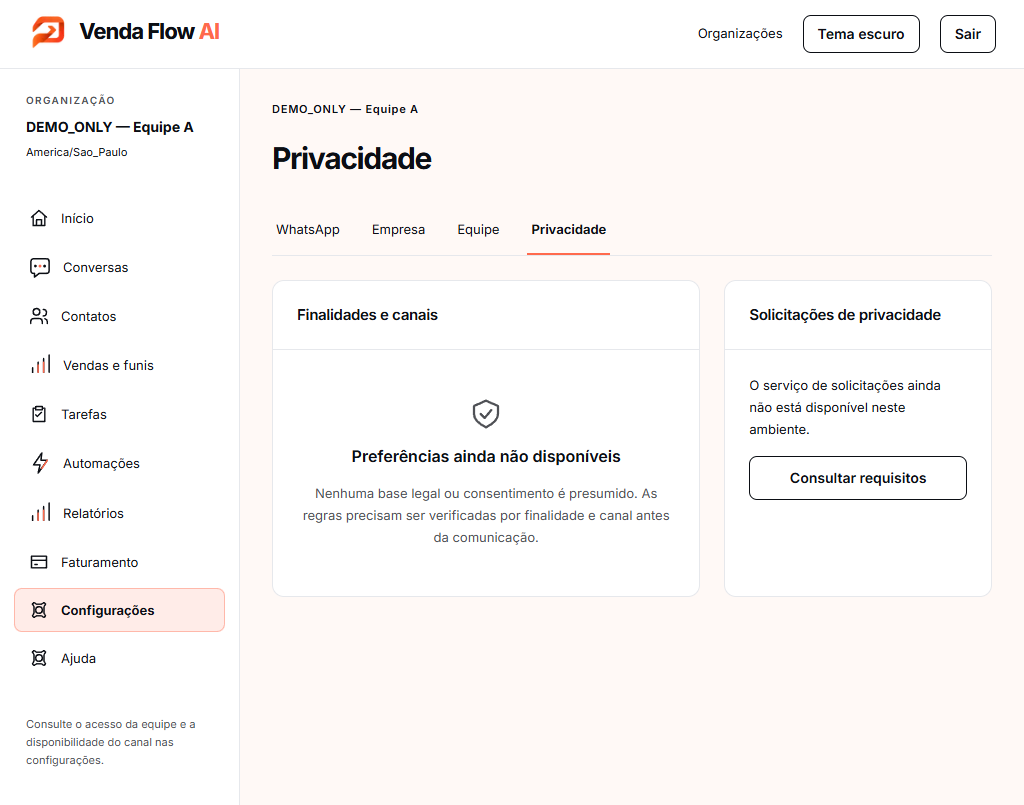 Venda Flow AI
Organizações
Tema escuro
Sair
ORGANIZAÇÃO
DEMO_ONLY — Equipe A
America/Sao_Paulo
Início
Conversas
Contatos
Vendas e funis
Tarefas
Automações
Relatórios
Faturamento
Configurações
Ajuda
Consulte o acesso da equipe e a
disponibilidade do canal nas
configurações.
DEMO_ONLY — Equipe A
Privacidade
WhatsApp
Empresa
Equipe
Privacidade
Finalidades e canais
Preferências ainda não disponíveis
Nenhuma base legal ou consentimento é presumido. As
regras precisam ser verificadas por finalidade e canal antes
da comunicação.
Solicitações de privacidade
O serviço de solicitações ainda
não está disponível neste
ambiente.
Consultar requisitos